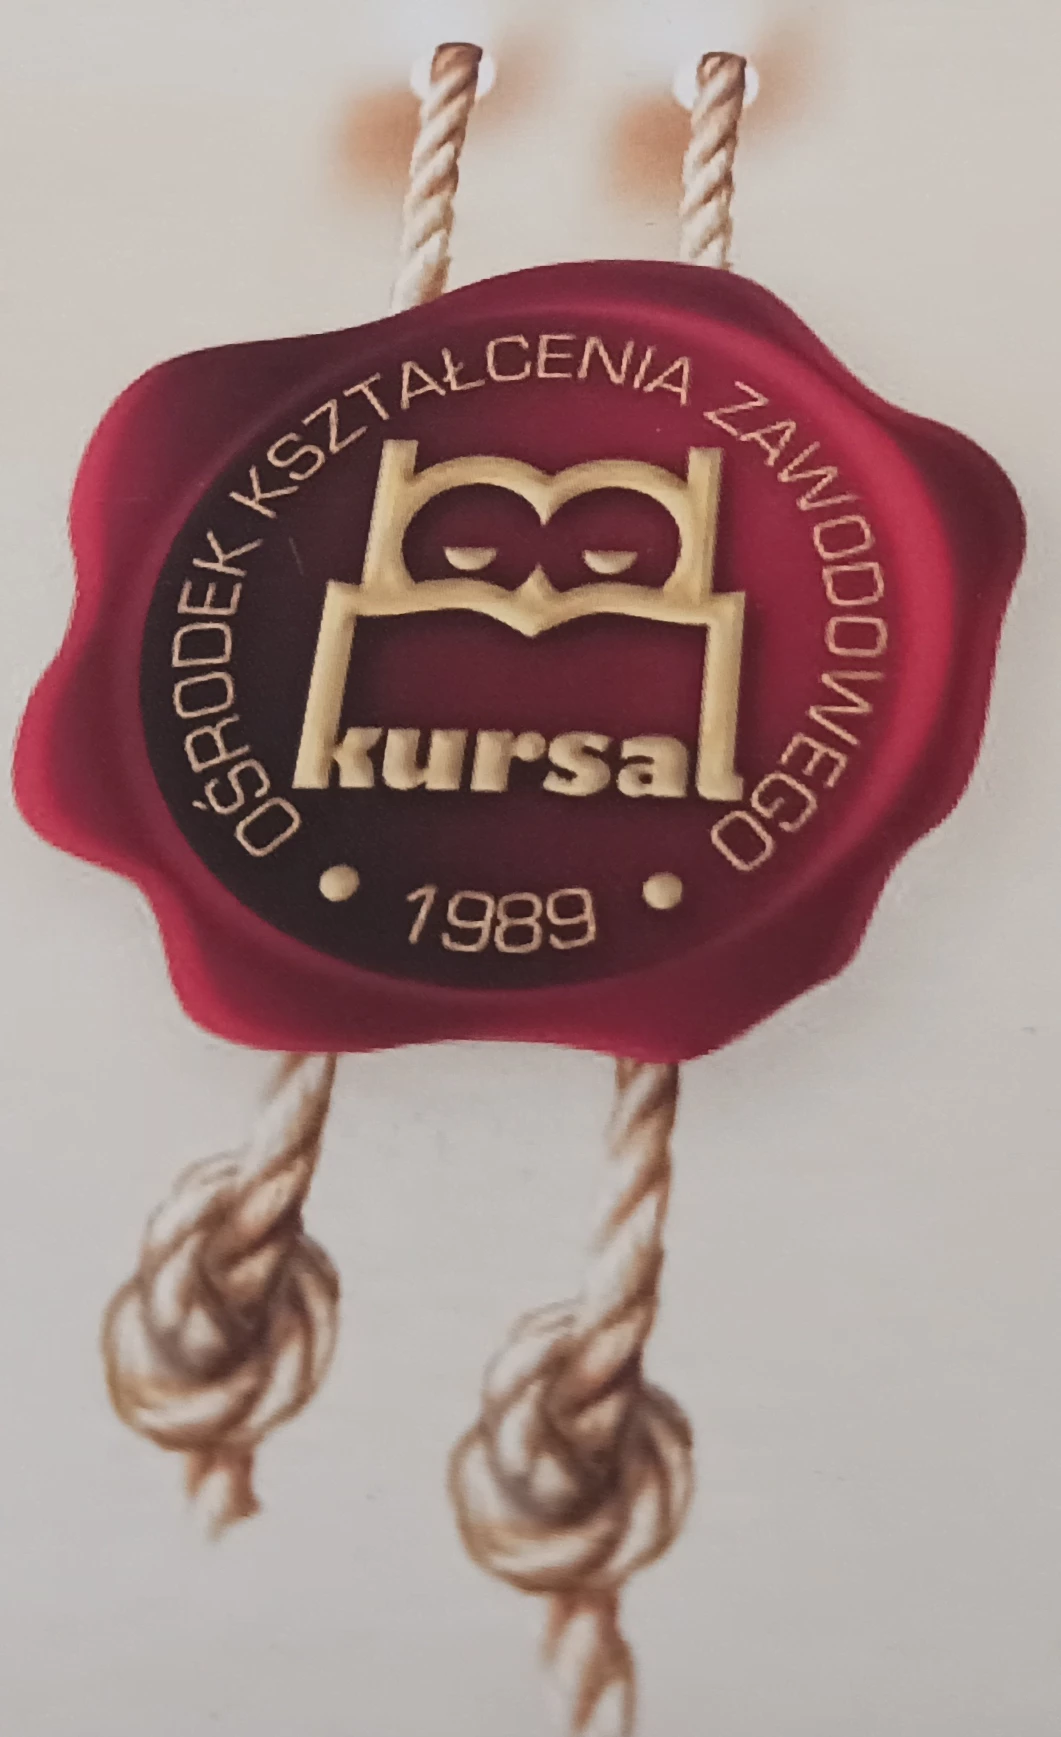 OŚRODEK KSZTAŁCENIA ZAWODOWEGO
kursal
• 1989 •